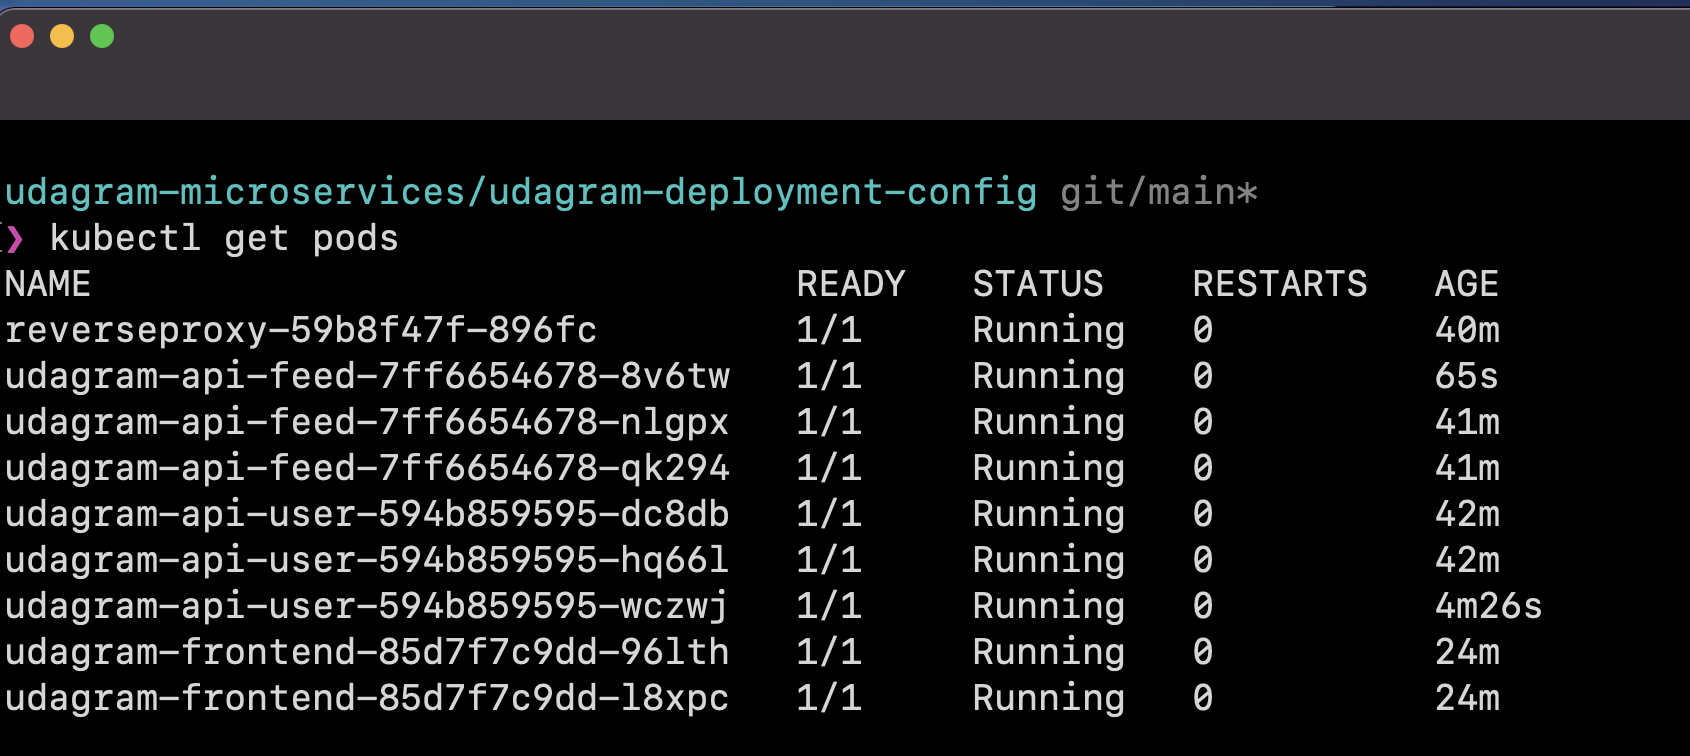 udagram-microservices/udagram-deployment-config git/main*
❯ kubectl get pods
NAME READY STATUS RESTARTS AGE
reverseproxy-59b8f47f-896fc 1/1 Running 0 40m
udagram-api-feed-7ff6654678-8v6tw 1/1 Running 0 65s
udagram-api-feed-7ff6654678-nlgpx 1/1 Running 0 41m
udagram-api-feed-7ff6654678-qk294 1/1 Running 0 41m
udagram-api-user-594b859595-dc8db 1/1 Running 0 42m
udagram-api-user-594b859595-hq66l 1/1 Running 0 42m
udagram-api-user-594b859595-wczwj 1/1 Running 0 4m26s
udagram-frontend-85d7f7c9dd-96lth 1/1 Running 0 24m
udagram-frontend-85d7f7c9dd-l8xpc 1/1 Running 0 24m